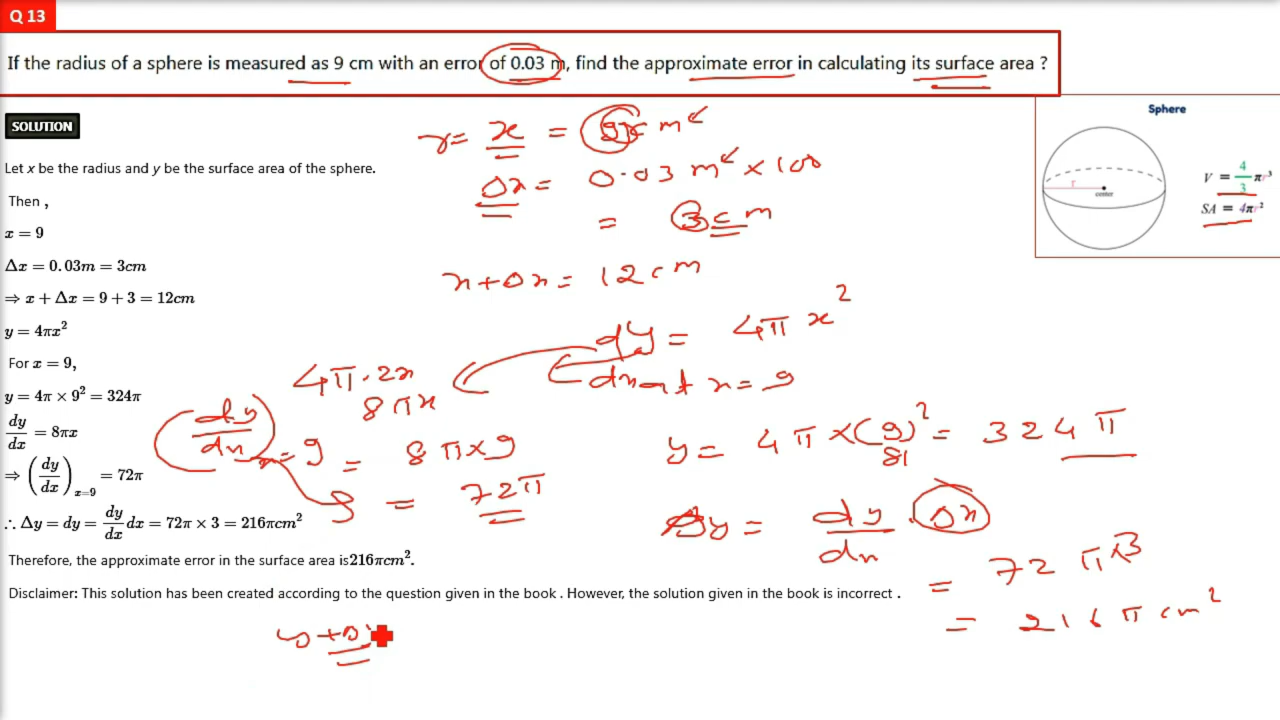 Q 13
If the radius of a sphere is measured as 9 cm with an error of 0.03 m, find the approximate error in calculating its surface area ?
SOLUTION
Let x be the radius and y be the surface area of the sphere.
Then ,
x = 9
Δx = 0.03m = 3cm
⇒ x + Δx = 9 + 3 = 12cm
y = 4πx²
For x = 9,
y = 4π × 9² = 324π
dy/dx = 8πx
⇒ (dy/dx)ₓ₌₉ = 72π
∴ Δy = dy = dy/dx dx = 72π × 3 = 216πcm²
Therefore, the approximate error in the surface area is 216πcm².
Disclaimer: This solution has been created according to the question given in the book . However, the solution given in the book is incorrect .
Sphere
r
center
V = 4/3 πr³
SA = 4πr²
r = x = cm
Δx = 0.03 m × 100
= 3cm
x + Δx = 12 cm
dy = 4π x²
dx at x = 9
4π · 2x
8πx
(dy/dx) x = 9 = 8π × 9
= 72π
y = 4π × (9)² = 324π
81
Δy = dy/dx · Δx
= 72π × 3
= 216π cm²